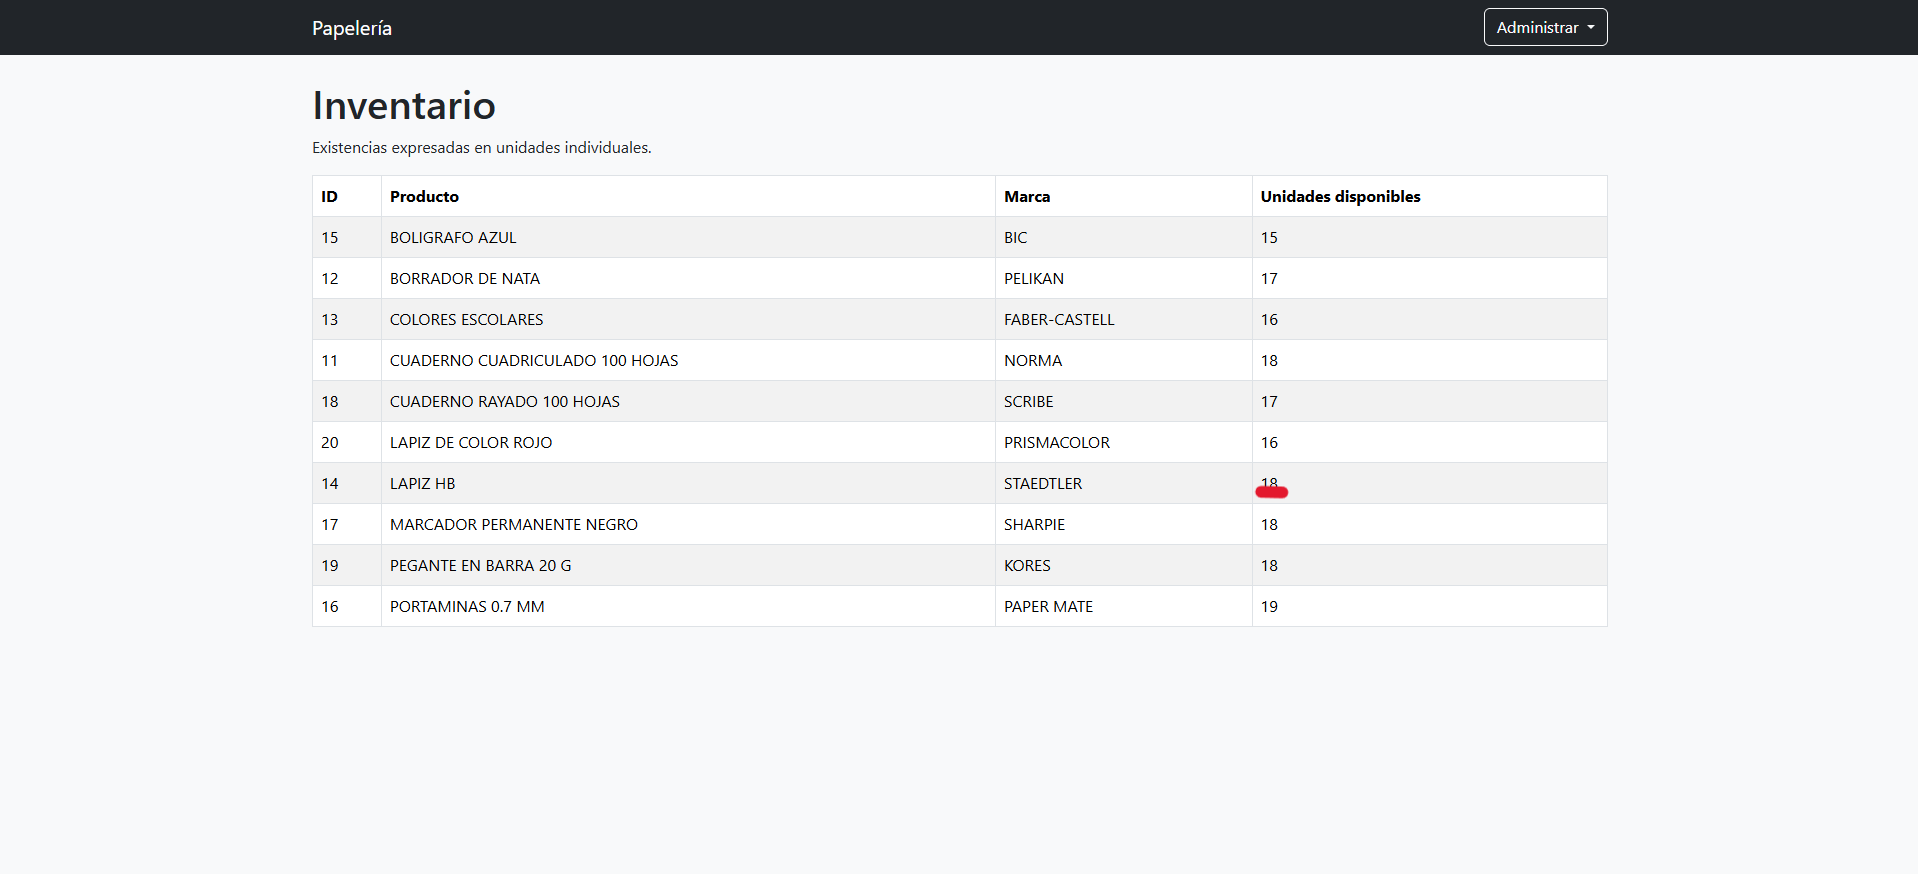 Papelería
Administrar
Inventario
Existencias expresadas en unidades individuales.
ID Producto Marca Unidades disponibles
15 BOLIGRAFO AZUL BIC 15
12 BORRADOR DE NATA PELIKAN 17
13 COLORES ESCOLARES FABER-CASTELL 16
11 CUADERNO CUADRICULADO 100 HOJAS NORMA 18
18 CUADERNO RAYADO 100 HOJAS SCRIBE 17
20 LAPIZ DE COLOR ROJO PRISMACOLOR 16
14 LAPIZ HB STAEDTLER 18
17 MARCADOR PERMANENTE NEGRO SHARPIE 18
19 PEGANTE EN BARRA 20 G KORES 18
16 PORTAMINAS 0.7 MM PAPER MATE 19